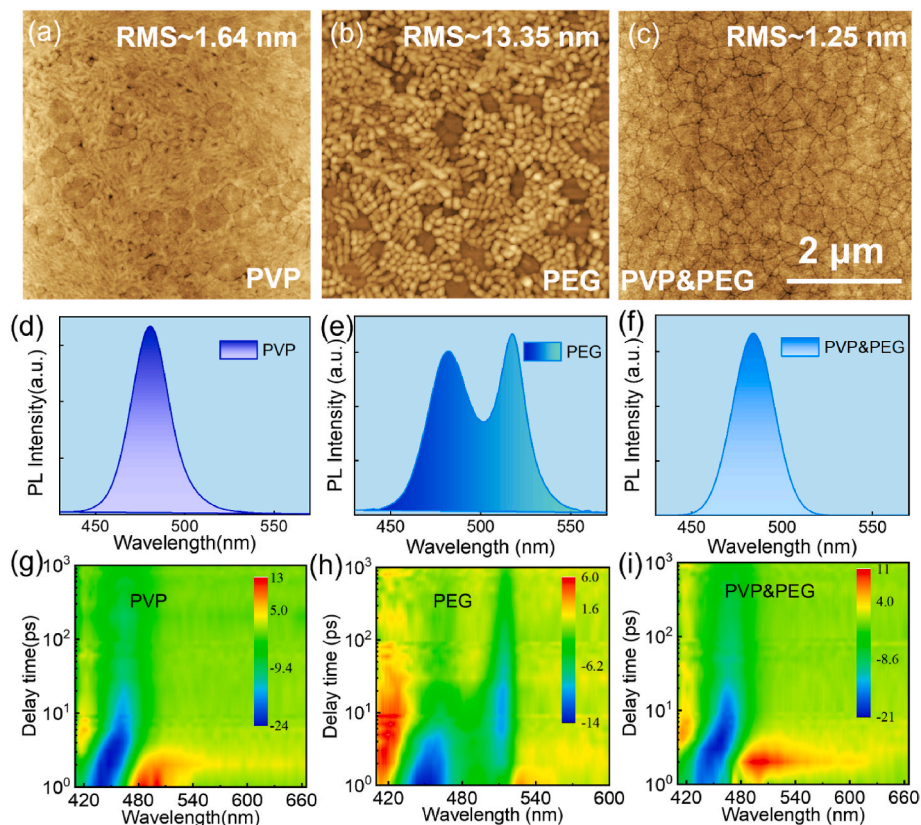 (a) RMS~1.64 nm
PVP
(b) RMS~13.35 nm
PEG
(c) RMS~1.25 nm
2 μm
PVP&PEG
(d)
PL Intensity(a.u.)
PVP
450 500 550
Wavelength(nm)
(e)
PL Intensity (a.u.)
PEG
450 500 550
Wavelength (nm)
(f)
PL Intensity (a.u.)
PVP&PEG
450 500 550
Wavelength (nm)
(g)
Delay time(ps)
10³
10²
10¹
10⁰
PVP
13
5.0
-9.4
-24
420 480 540 600 660
Wavelength(nm)
(h)
Delay time (ps)
10³
10²
10¹
10⁰
PEG
6.0
1.6
-6.2
-14
420 480 540 600
Wavelength (nm)
(i)
Delay time (ps)
10³
10²
10¹
10⁰
PVP&PEG
11
4.0
-8.6
-21
420 480 540 600 660
Wavelength (nm)